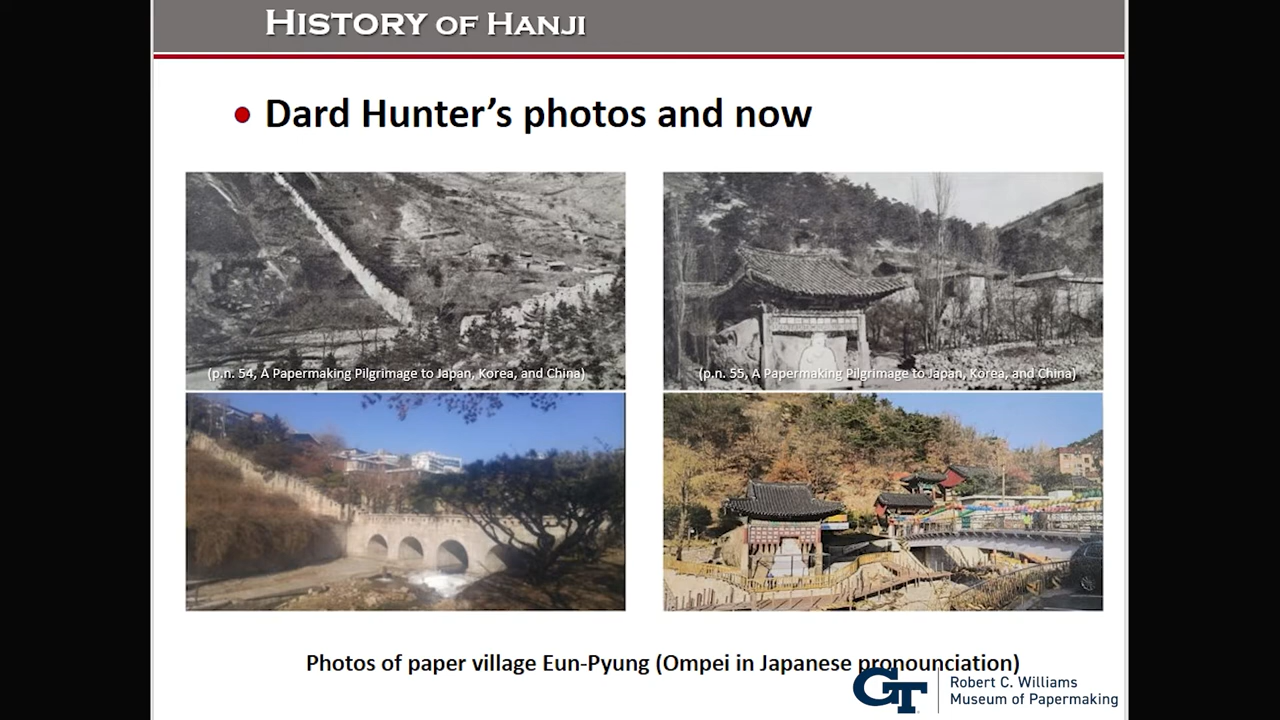 HISTORY OF HANJI
Dard Hunter's photos and now
(p.n. 54, A Papermaking Pilgrimage to Japan, Korea, and China)
(p.n. 55, A Papermaking Pilgrimage to Japan, Korea, and China)
Photos of paper village Eun-Pyung (Ompei in Japanese pronounciation)
GT
Robert C. Williams
Museum of Papermaking